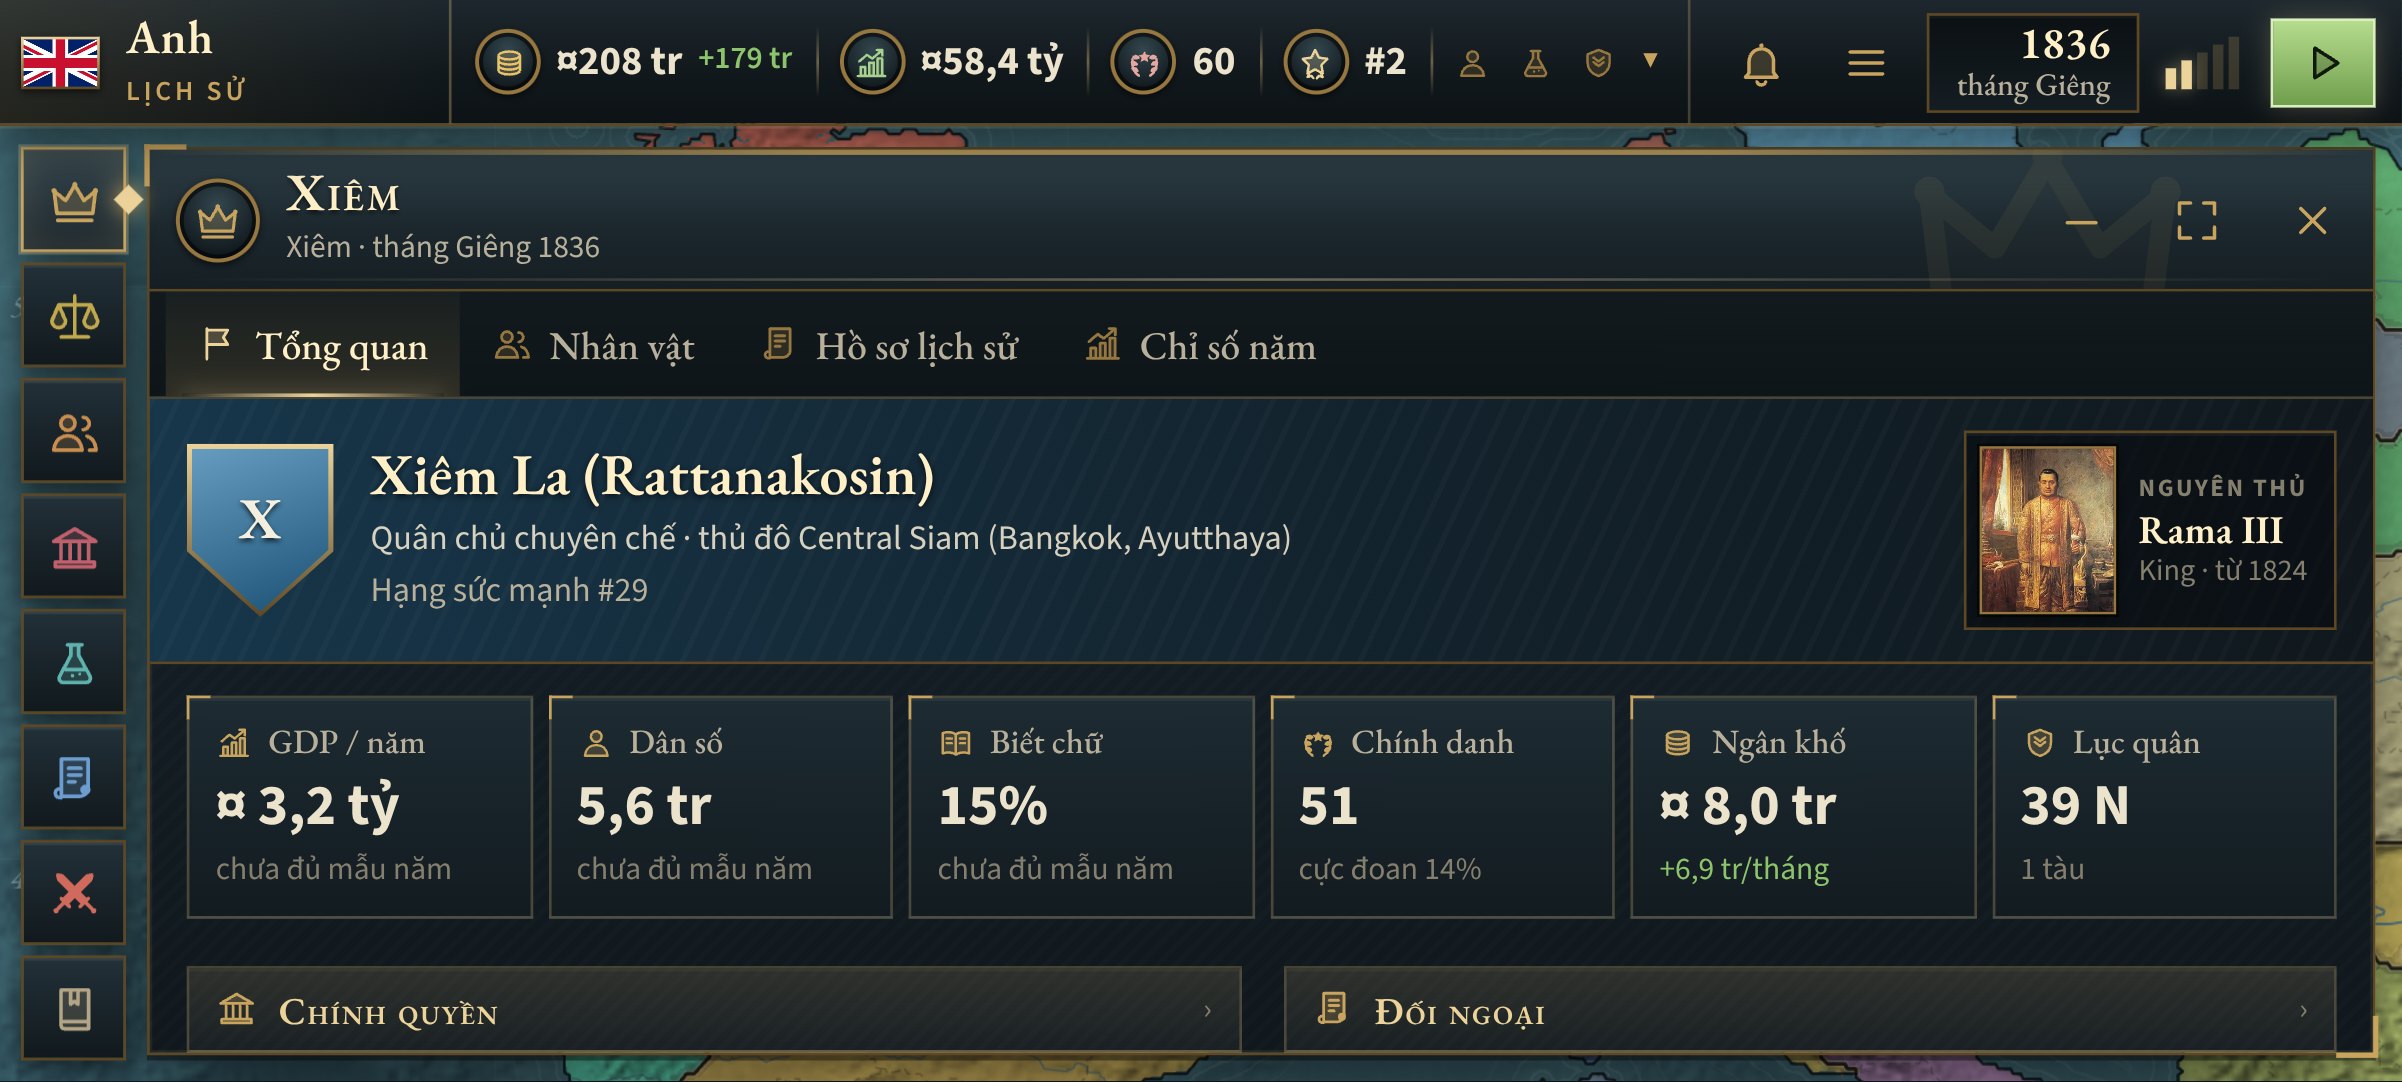 Anh
LỊCH SỬ
¤208 tr +179 tr
¤58,4 tỷ
60
#2
1836
tháng Giêng
Xiêm
Xiêm · tháng Giêng 1836
Tổng quan
Nhân vật
Hồ sơ lịch sử
Chỉ số năm
X
Xiêm La (Rattanakosin)
Quân chủ chuyên chế · thủ đô Central Siam (Bangkok, Ayutthaya)
Hạng sức mạnh #29
NGUYÊN THỦ
Rama III
King · từ 1824
GDP / năm
¤ 3,2 tỷ
chưa đủ mẫu năm
Dân số
5,6 tr
chưa đủ mẫu năm
Biết chữ
15%
chưa đủ mẫu năm
Chính danh
51
cực đoan 14%
Ngân khố
¤ 8,0 tr
+6,9 tr/tháng
Lục quân
39 N
1 tàu
Chính quyền
Đối ngoại